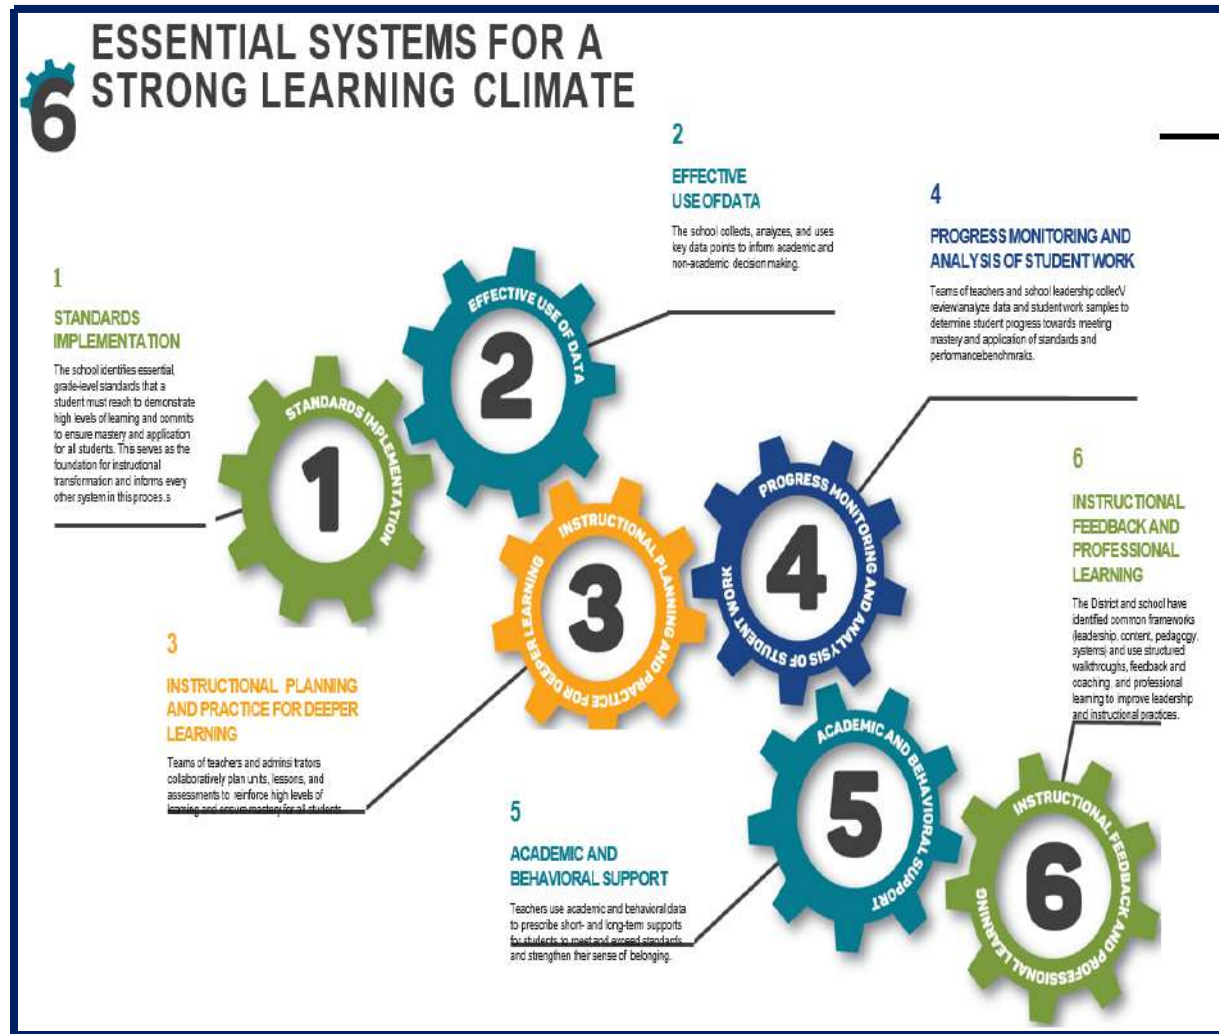 6
ESSENTIAL SYSTEMS FOR A
STRONG LEARNING CLIMATE
1
STANDARDS
IMPLEMENTATION
The school identifies essential
grade-level standards that a
student must reach to demonstrate
high levels of learning and commits
to ensure mastery and application
for all students. This serves as the
foundation for instructional
transformation and informs every
other system in this proces.s
STANDARDS IMPLEMENTATION
1
2
EFFECTIVE
USE OF DATA
The school collects, analyzes, and uses
key data points to inform academic and
non-academic decision making.
EFFECTIVE USE OF DATA
2
3
INSTRUCTIONAL PLANNING
AND PRACTICE FOR DEEPER
LEARNING
Teams of teachers and adminsi trators
collaboratively plan units, lessons, and
assessments to reinforce high levels of
learning and ensure mastery for all students.
INSTRUCTIONAL PLANNING AND PRACTICE FOR DEEPER LEARNING
3
4
PROGRESS MONITORING AND
ANALYSIS OF STUDENT WORK
Teams of teachers and school leadership collecV
review/analyze data and student work samples to
determine student progress towards meeting
mastery and application of standards and
performancebenchmraks.
PROGRESS MONITORING AND ANALYSIS OF STUDENT WORK
4
5
ACADEMIC AND
BEHAVIORAL SUPPORT
Teachers use academic and behavioral data
to prescribe short- and long-term supports
for students to meet and exceed standards
and strengthen their sense of belonging.
ACADEMIC AND BEHAVIORAL SUPPORT
5
6
INSTRUCTIONAL
FEEDBACK AND
PROFESSIONAL
LEARNING
The District and school have
identified common frameworks
(leadership, content, pedagogy,
systems) and use structured
walkthroughs, feedback and
coaching, and professional
learning to improve leadership
and instructional practices.
INSTRUCTIONAL FEEDBACK AND PROFESSIONAL LEARNING
6